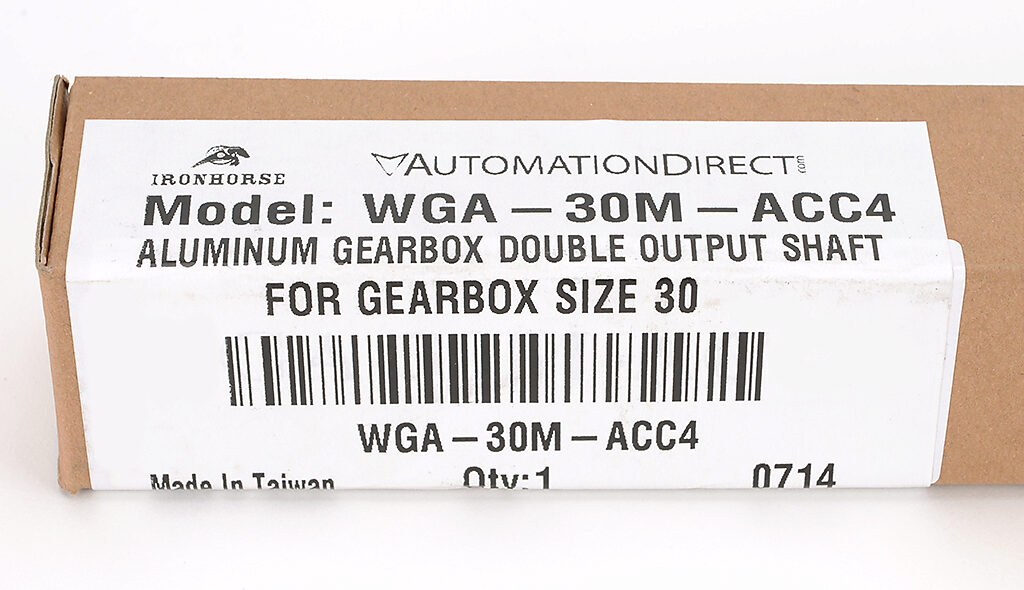 IRONHORSE
AUTOMATIONDIRECT.com
Model: WGA – 30M – ACC4
ALUMINUM GEARBOX DOUBLE OUTPUT SHAFT
FOR GEARBOX SIZE 30
WGA – 30M – ACC4
Made In Taiwan Qty: 1 0714